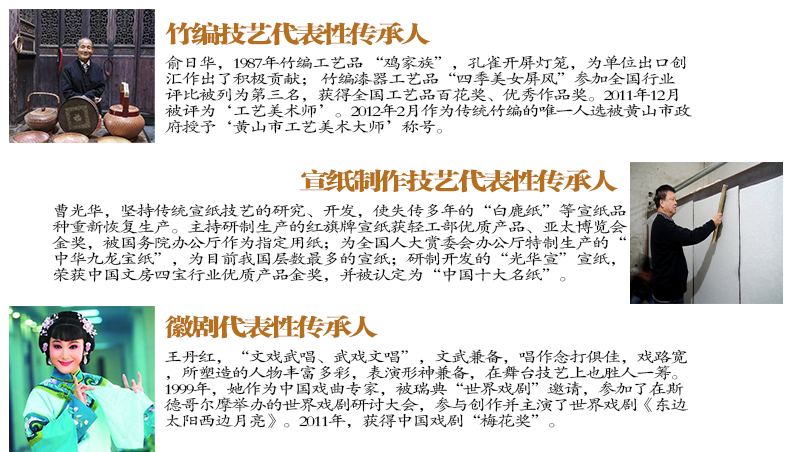 竹编技艺代表性传承人
俞日华，1987年竹编工艺品 “鸡家族”，孔雀开屏灯笼，为单位出口创
汇作出了积极贡献； 竹编漆器工艺品“四季美女屏风”参加全国行业
评比被列为第三名，获得全国工艺品百花奖、优秀作品奖。2011年12月
被评为‘工艺美术师’。2012年2月作为传统竹编的唯一人选被黄山市政
府授予‘黄山市工艺美术大师’称号。
宣纸制作技艺代表性传承人
曹光华，坚持传统宣纸技艺的研究、开发，使失传多年的“白鹿纸”等宣纸品
种重新恢复生产。主持研制生产的红旗牌宣纸获轻工部优质产品、亚太博览会
金奖，被国务院办公厅作为指定用纸；为全国人大赏委会办公厅特制生产的“
中华九龙宝纸”，为目前我国层数最多的宣纸；研制开发的“光华宣”宣纸，
荣获中国文房四宝行业优质产品金奖，并被认定为“中国十大名纸”。
徽剧代表性传承人
王丹红，“文戏武唱、武戏文唱”，文武兼备，唱作念打俱佳，戏路宽
，所塑造的人物丰富多彩，表演形神兼备，在舞台技艺上也胜人一筹。
1999年，她作为中国戏曲专家，被瑞典“世界戏剧”邀请，参加了在斯
德哥尔摩举办的世界戏剧研讨大会，参与创作并主演了世界戏剧《东边
太阳西边月亮》。2011年，获得中国戏剧“梅花奖”。